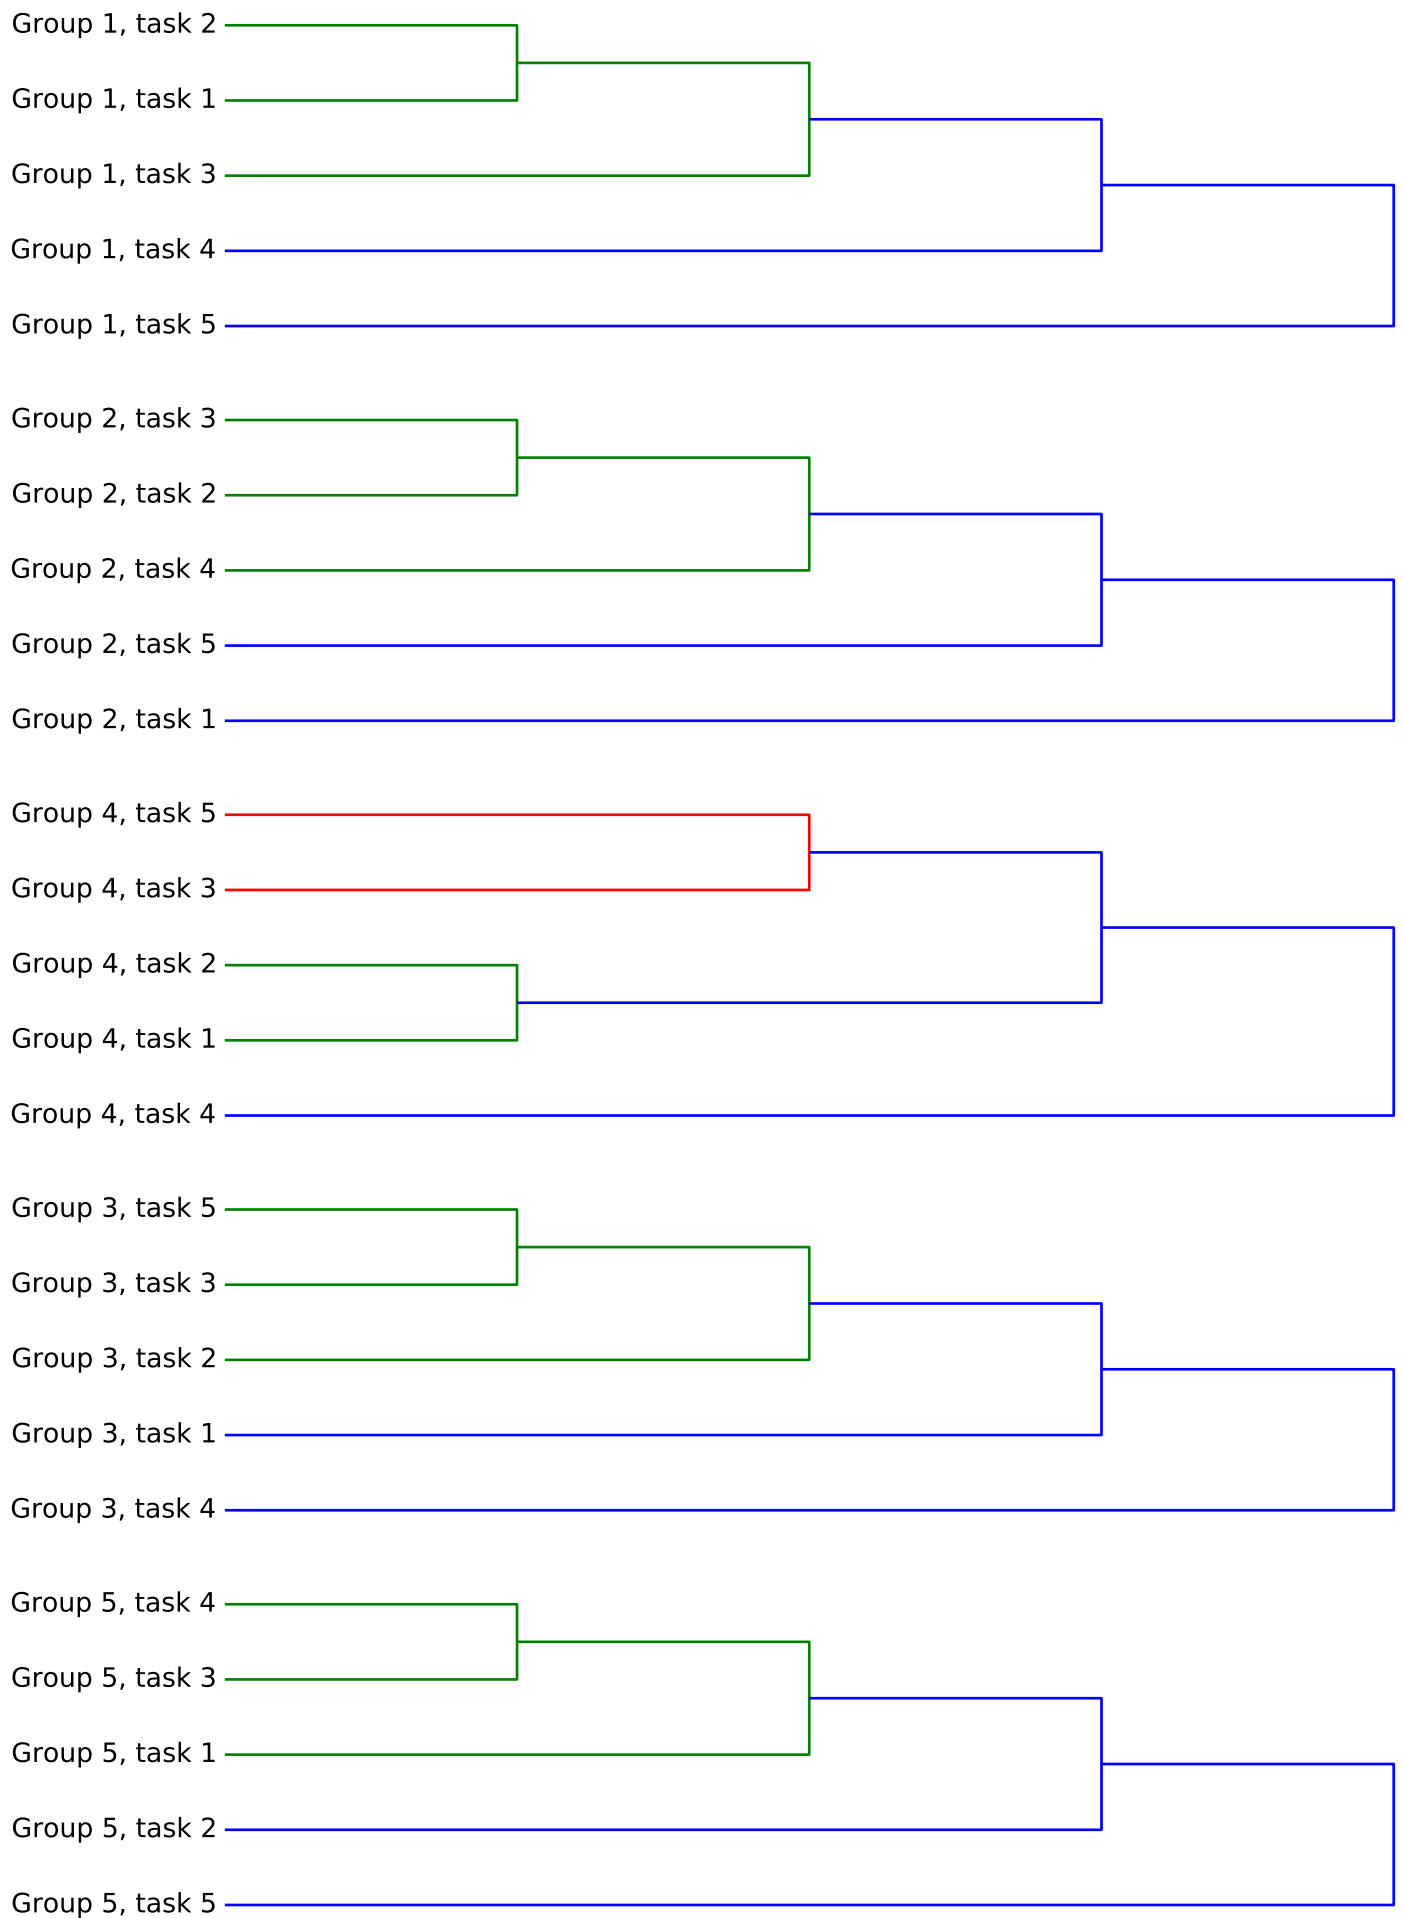 Group 1, task 2
Group 1, task 1
Group 1, task 3
Group 1, task 4
Group 1, task 5
Group 2, task 3
Group 2, task 2
Group 2, task 4
Group 2, task 5
Group 2, task 1
Group 4, task 5
Group 4, task 3
Group 4, task 2
Group 4, task 1
Group 4, task 4
Group 3, task 5
Group 3, task 3
Group 3, task 2
Group 3, task 1
Group 3, task 4
Group 5, task 4
Group 5, task 3
Group 5, task 1
Group 5, task 2
Group 5, task 5